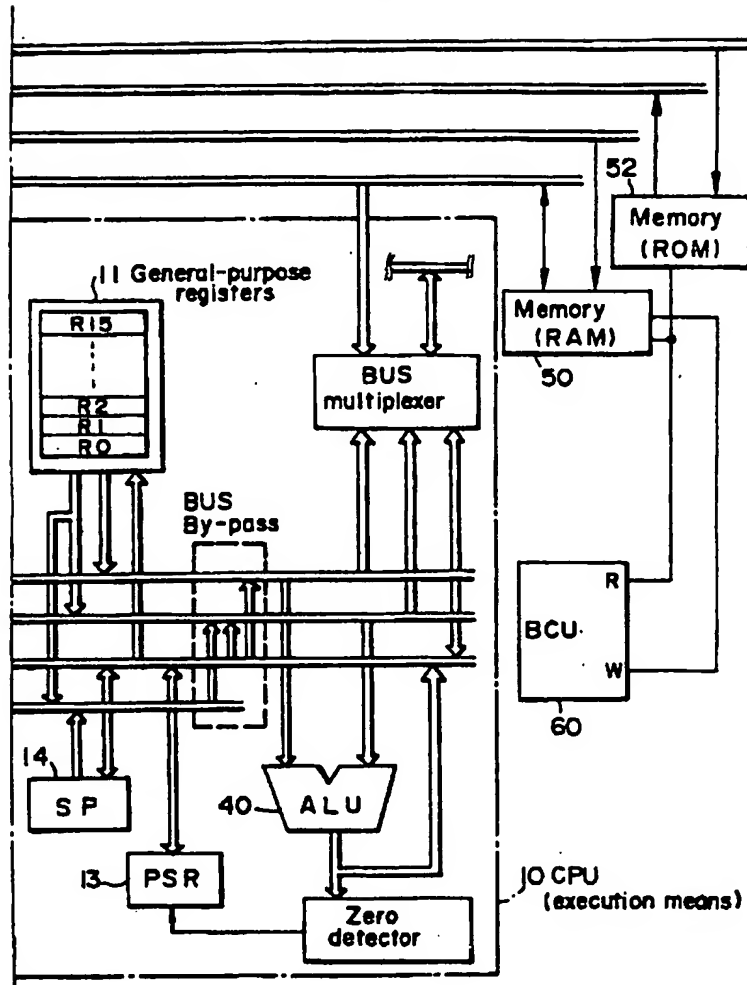 52
Memory
(ROM)
11 General-purpose
registers
R15
R2
R1
R0
Memory
(RAM)
50
BUS
multiplexer
BUS
By-pass
R
BCU
W
60
14
SP
40
ALU
13
PSR
10 CPU
(execution means)
Zero
detector